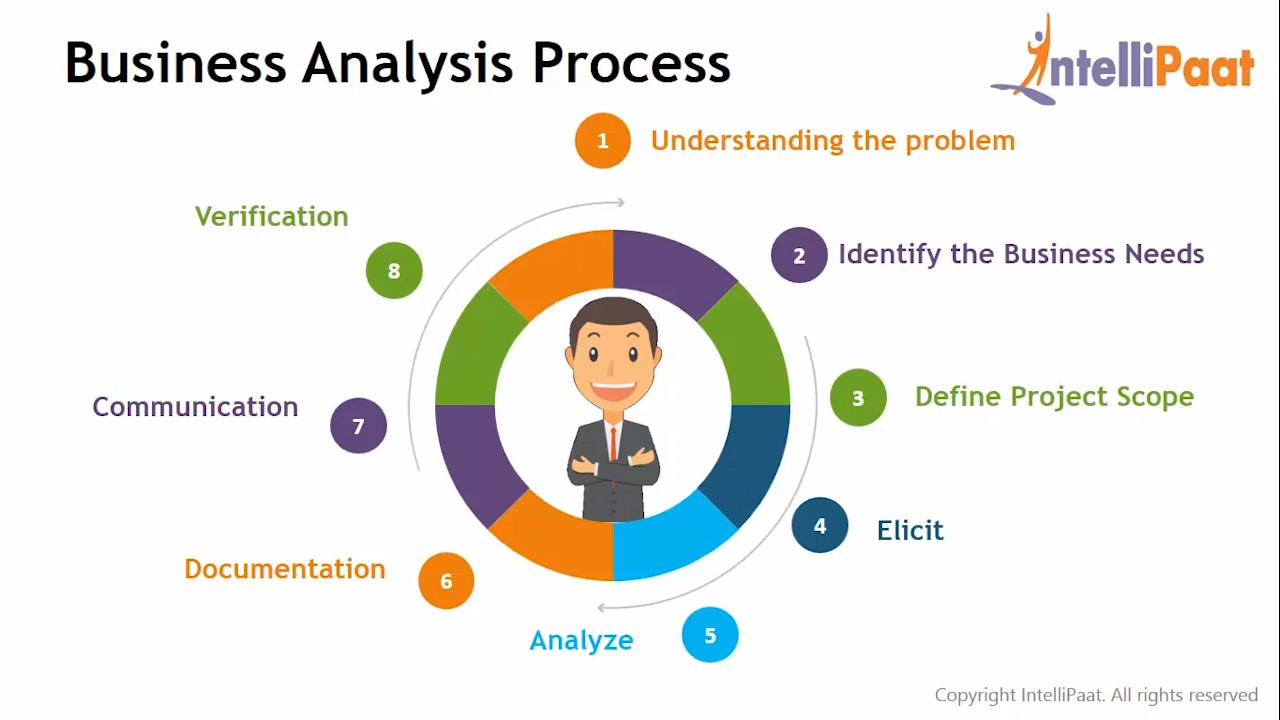 Business Analysis Process
IntelliPaat
1 Understanding the problem
2 Identify the Business Needs
3 Define Project Scope
4 Elicit
5 Analyze
6 Documentation
7 Communication
8 Verification
Copyright IntelliPaat. All rights reserved